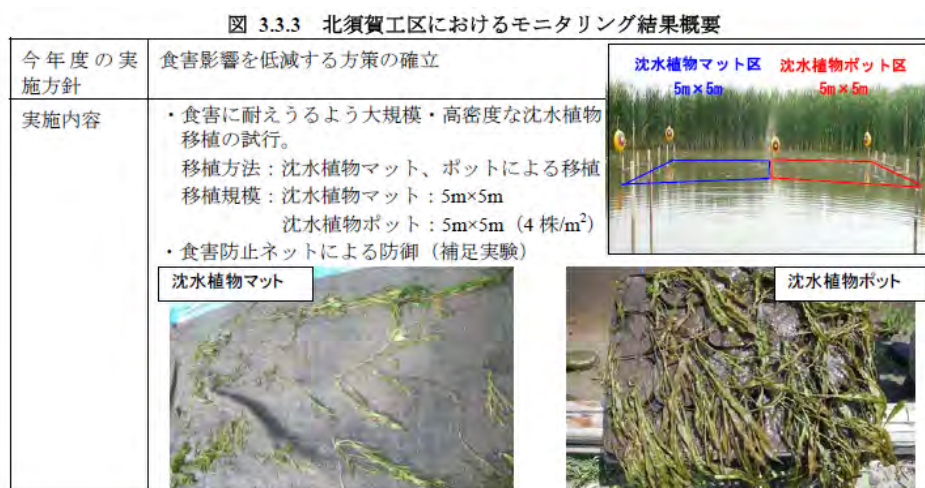 図 3.3.3 北須賀工区におけるモニタリング結果概要
今年度の実
施方針
食害影響を低減する方策の確立
実施内容
・食害に耐えうるよう大規模・高密度な沈水植物
移植の試行。
移植方法：沈水植物マット、ポットによる移植
移植規模：沈水植物マット：5m×5m
沈水植物ポット：5m×5m（4 株/m²）
・食害防止ネットによる防御（補足実験）
沈水植物マット区
5m×5m
沈水植物ポット区
5m×5m
沈水植物マット
沈水植物ポット